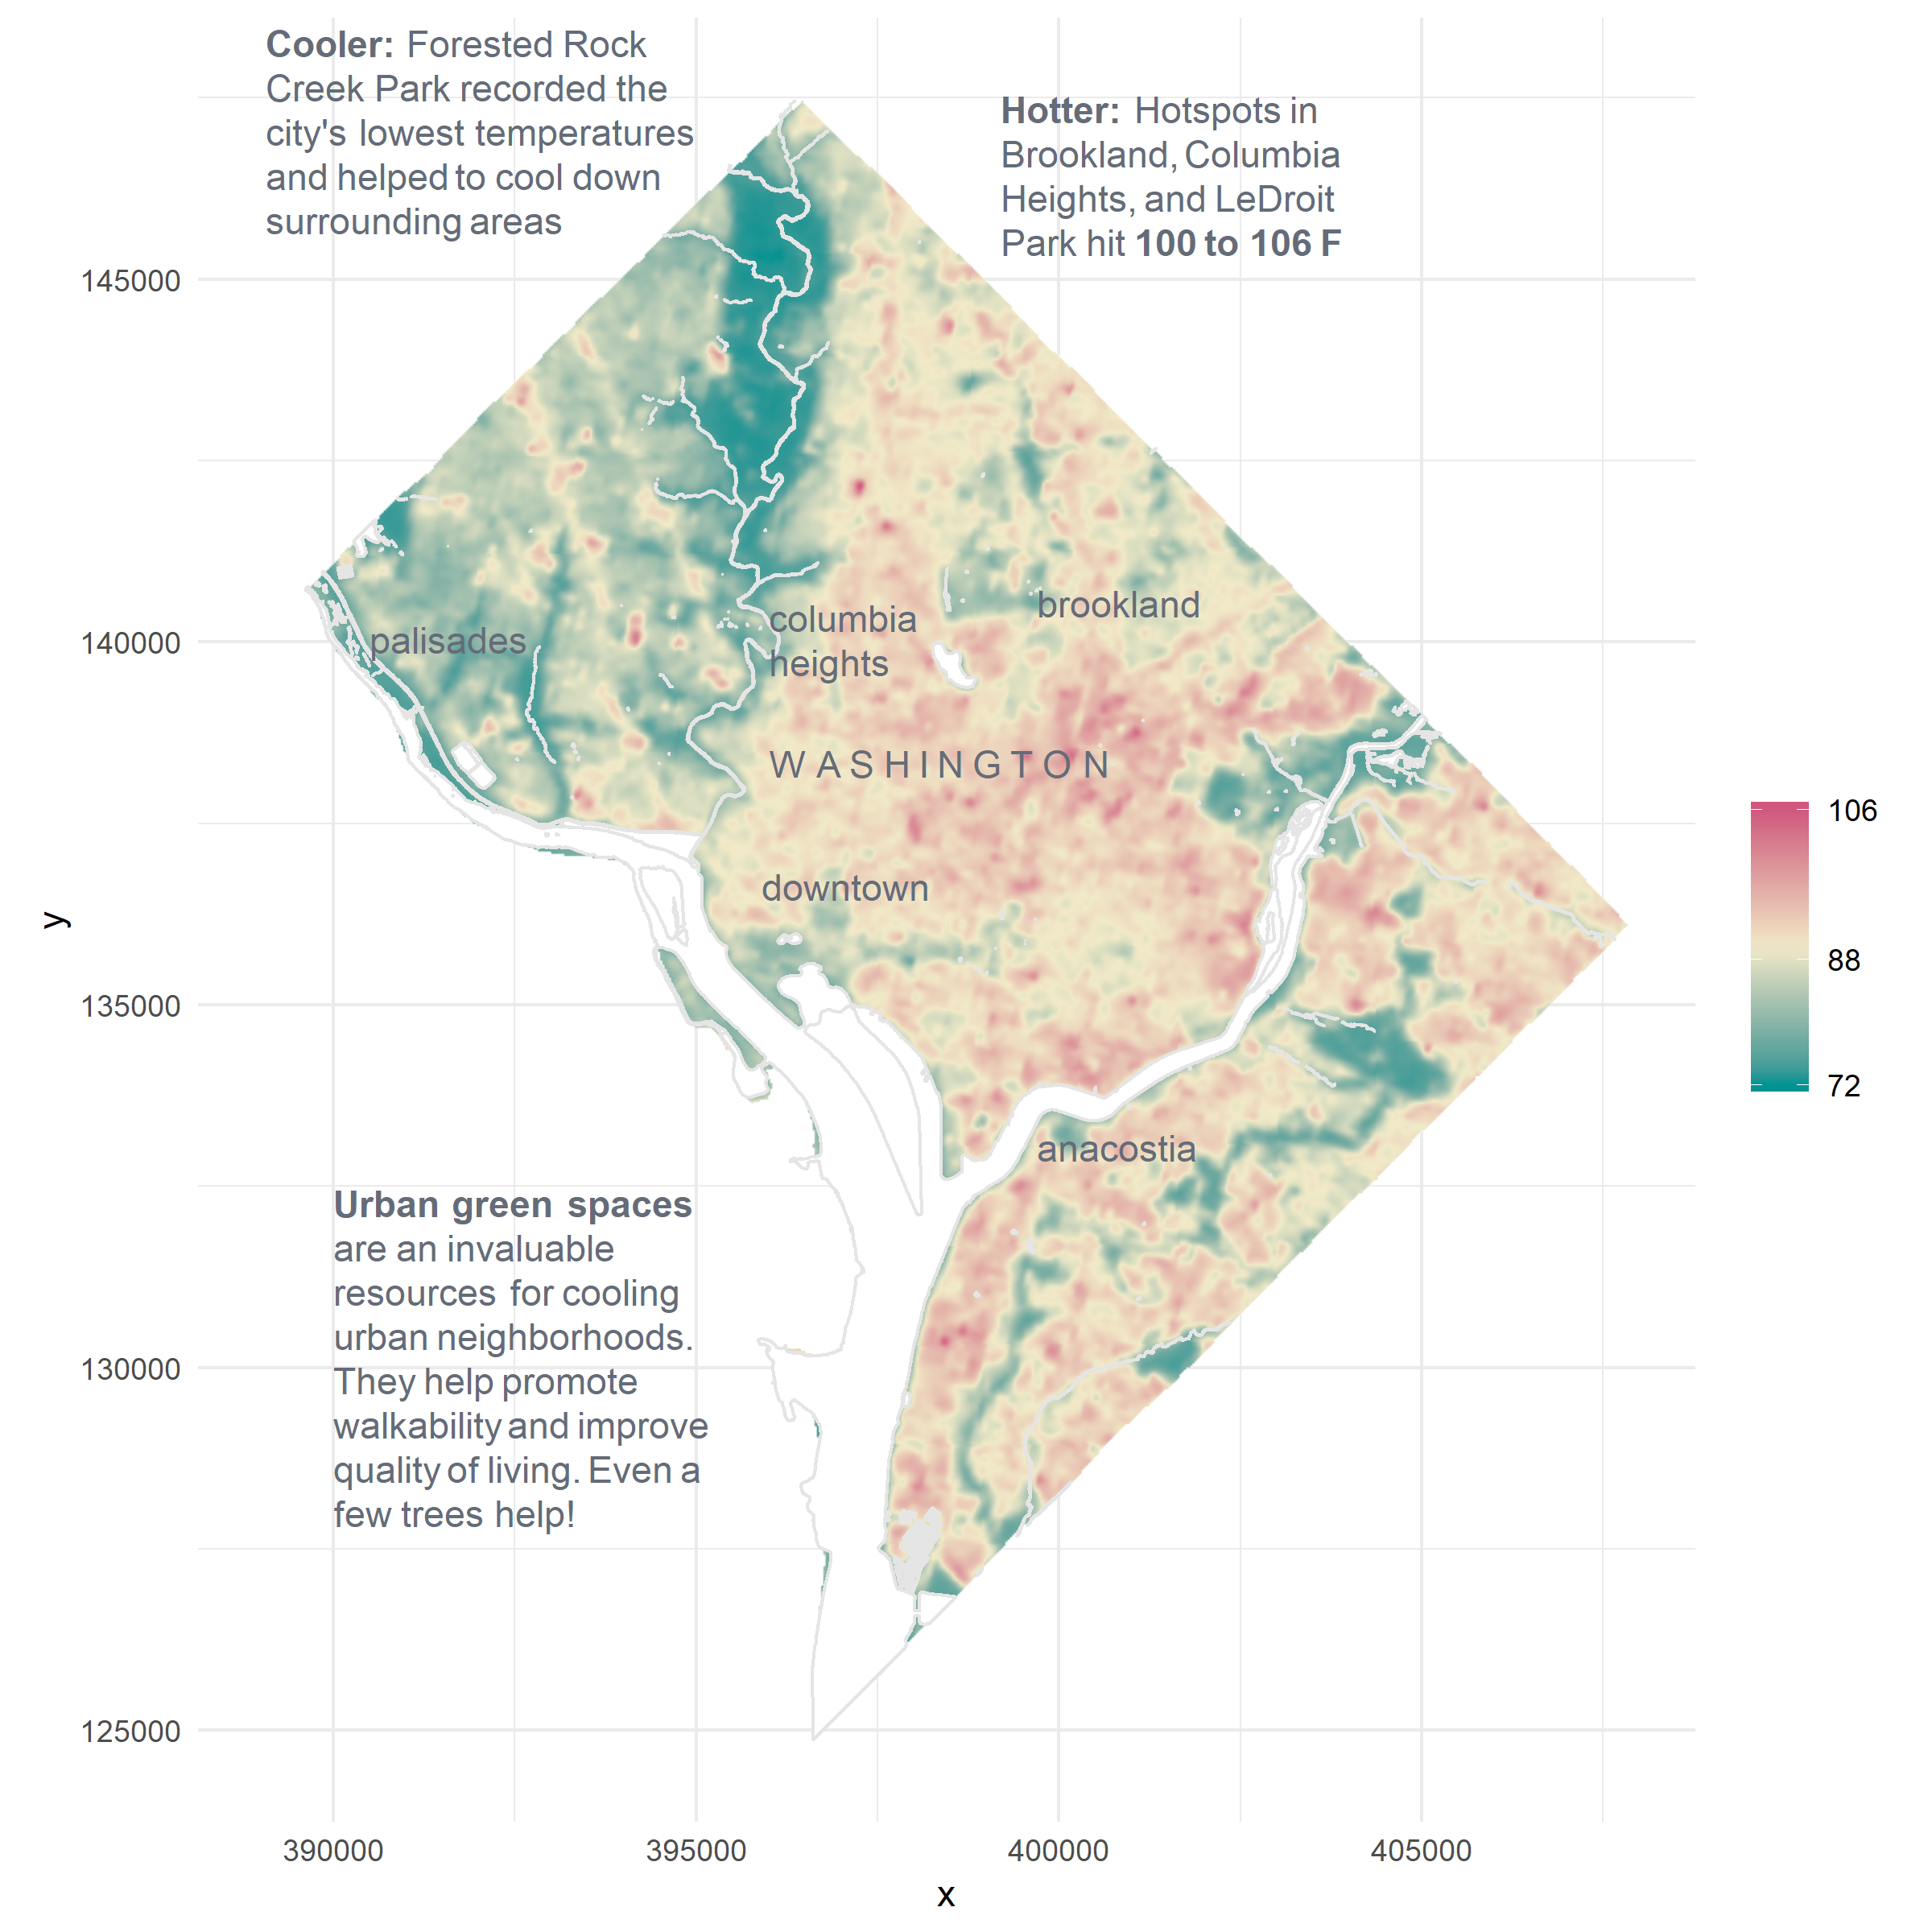 Cooler: Forested Rock
Creek Park recorded the
city's lowest temperatures
and helped to cool down
surrounding areas
Hotter: Hotspots in
Brookland, Columbia
Heights, and LeDroit
Park hit 100 to 106 F
145000
140000
135000
130000
125000
y
palisades
columbia
heights
brookland
WASHINGTON
downtown
anacostia
Urban green spaces
are an invaluable
resources for cooling
urban neighborhoods.
They help promote
walkability and improve
quality of living. Even a
few trees help!
106
88
72
390000
395000
400000
405000
x